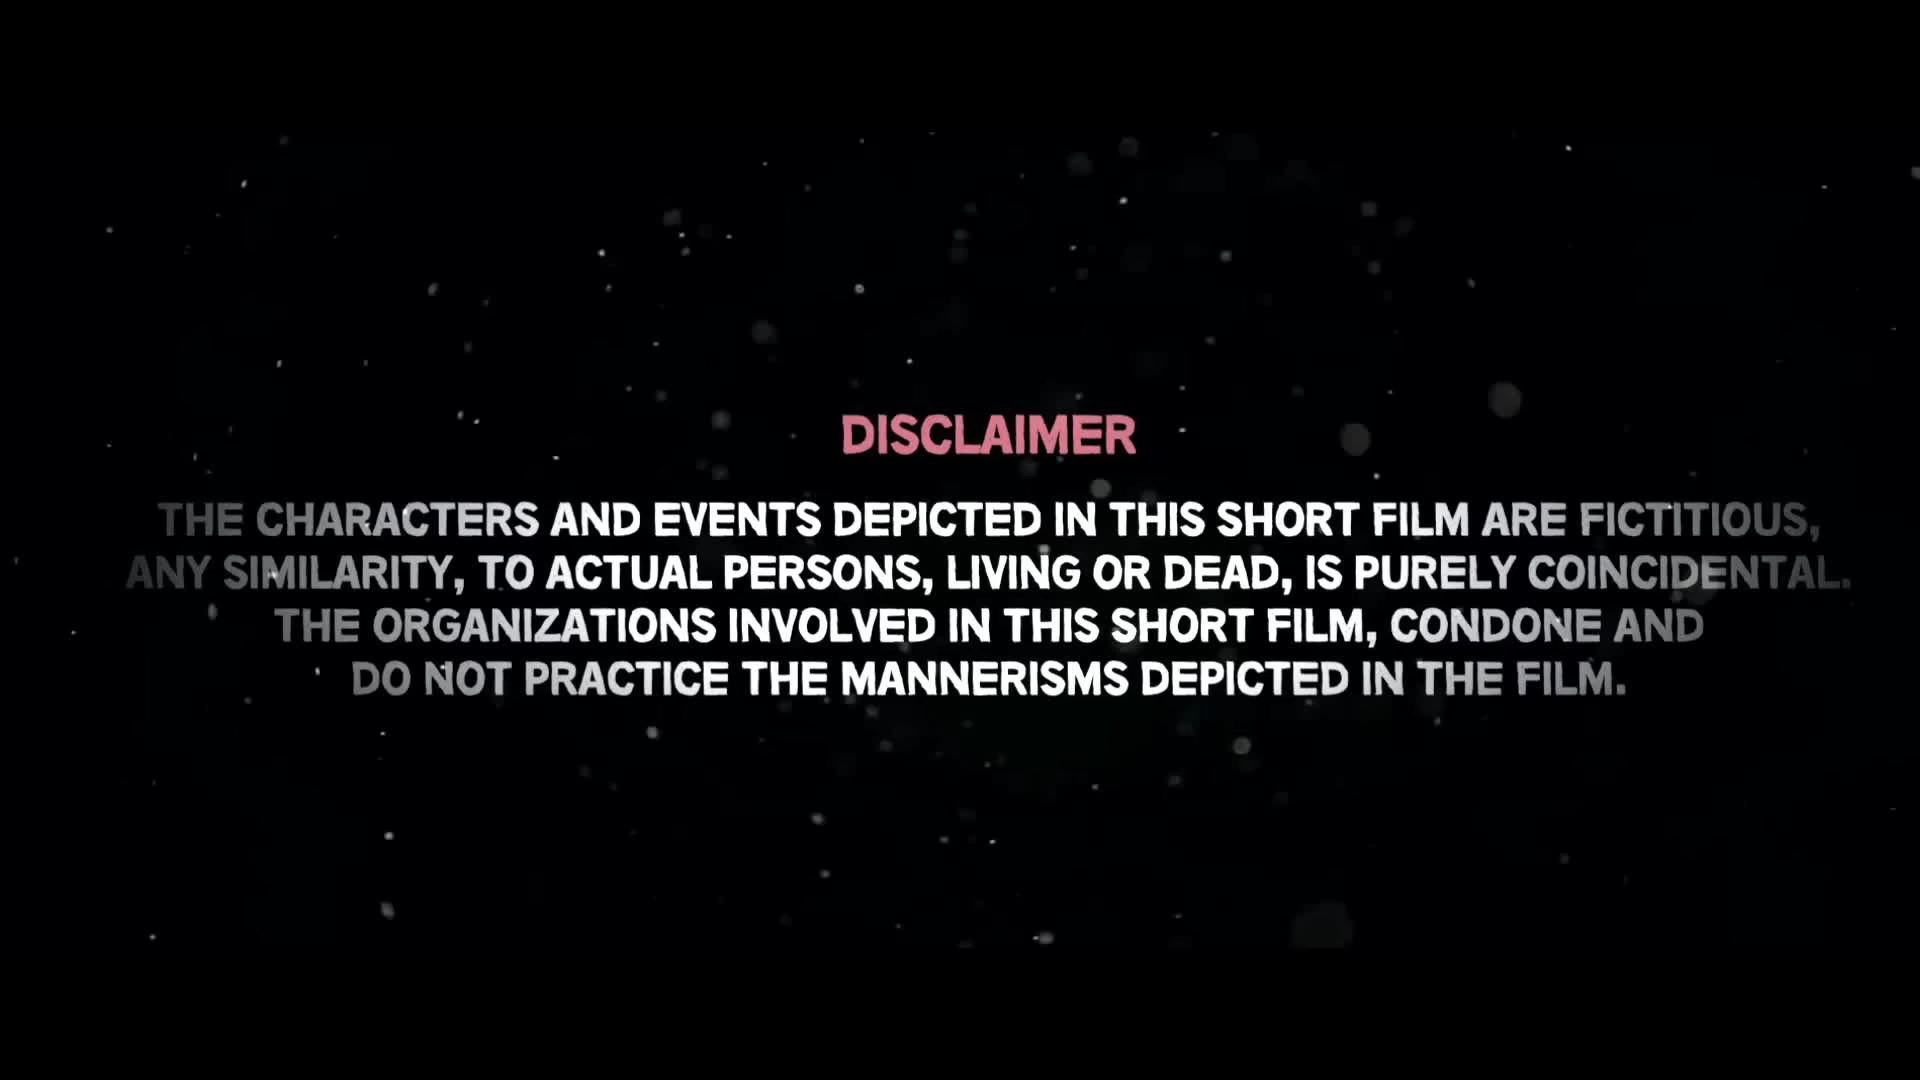 DISCLAIMER
THE CHARACTERS AND EVENTS DEPICTED IN THIS SHORT FILM ARE FICTITIOUS,
ANY SIMILARITY, TO ACTUAL PERSONS, LIVING OR DEAD, IS PURELY COINCIDENTAL.
THE ORGANIZATIONS INVOLVED IN THIS SHORT FILM, CONDONE AND
DO NOT PRACTICE THE MANNERISMS DEPICTED IN THE FILM.